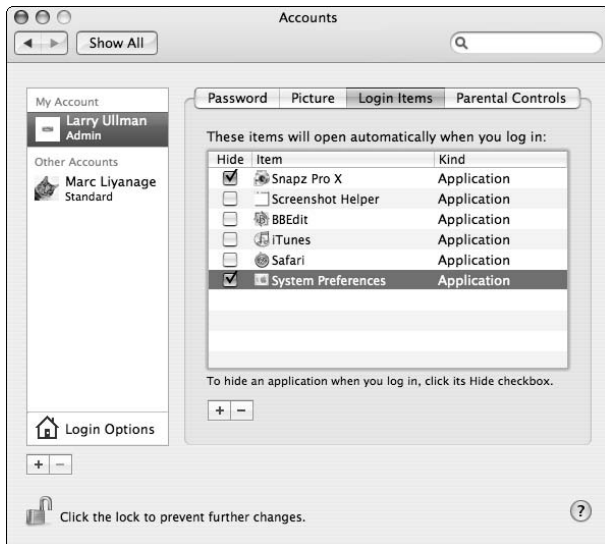 Accounts
Show All
My Account
Larry Ullman
Admin
Other Accounts
Marc Liyanage
Standard
Login Options
+ −
Password Picture Login Items Parental Controls
These items will open automatically when you log in:
Hide Item Kind
Snapz Pro X Application
Screenshot Helper Application
BBEdit Application
iTunes Application
Safari Application
System Preferences Application
To hide an application when you log in, click its Hide checkbox.
+ −
Click the lock to prevent further changes.
?